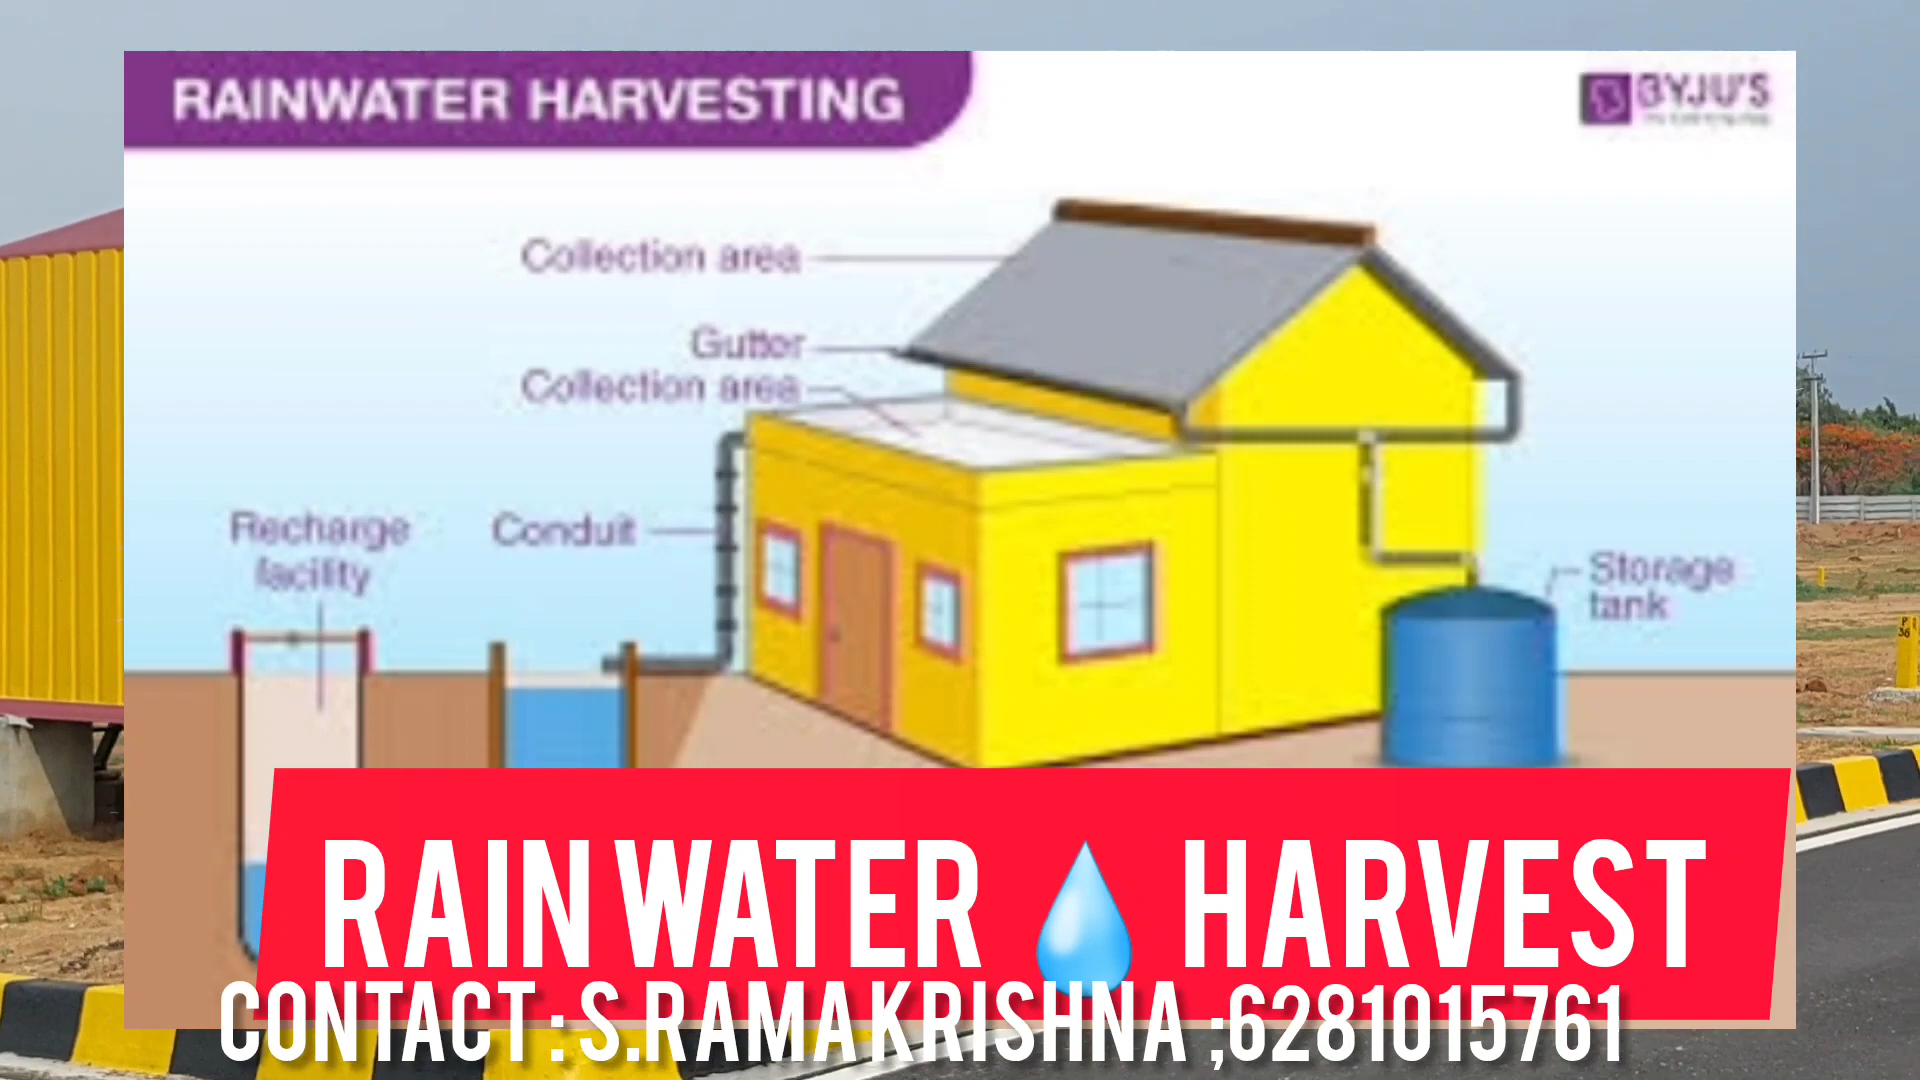 RAINWATER HARVESTING
BYJU'S
Collection area
Gutter
Collection area
Recharge
facility
Conduit
Storage
tank
P
36
RAIN WATER 💧 HARVEST
CONTACT : S.RAMAKRISHNA ;6281015761